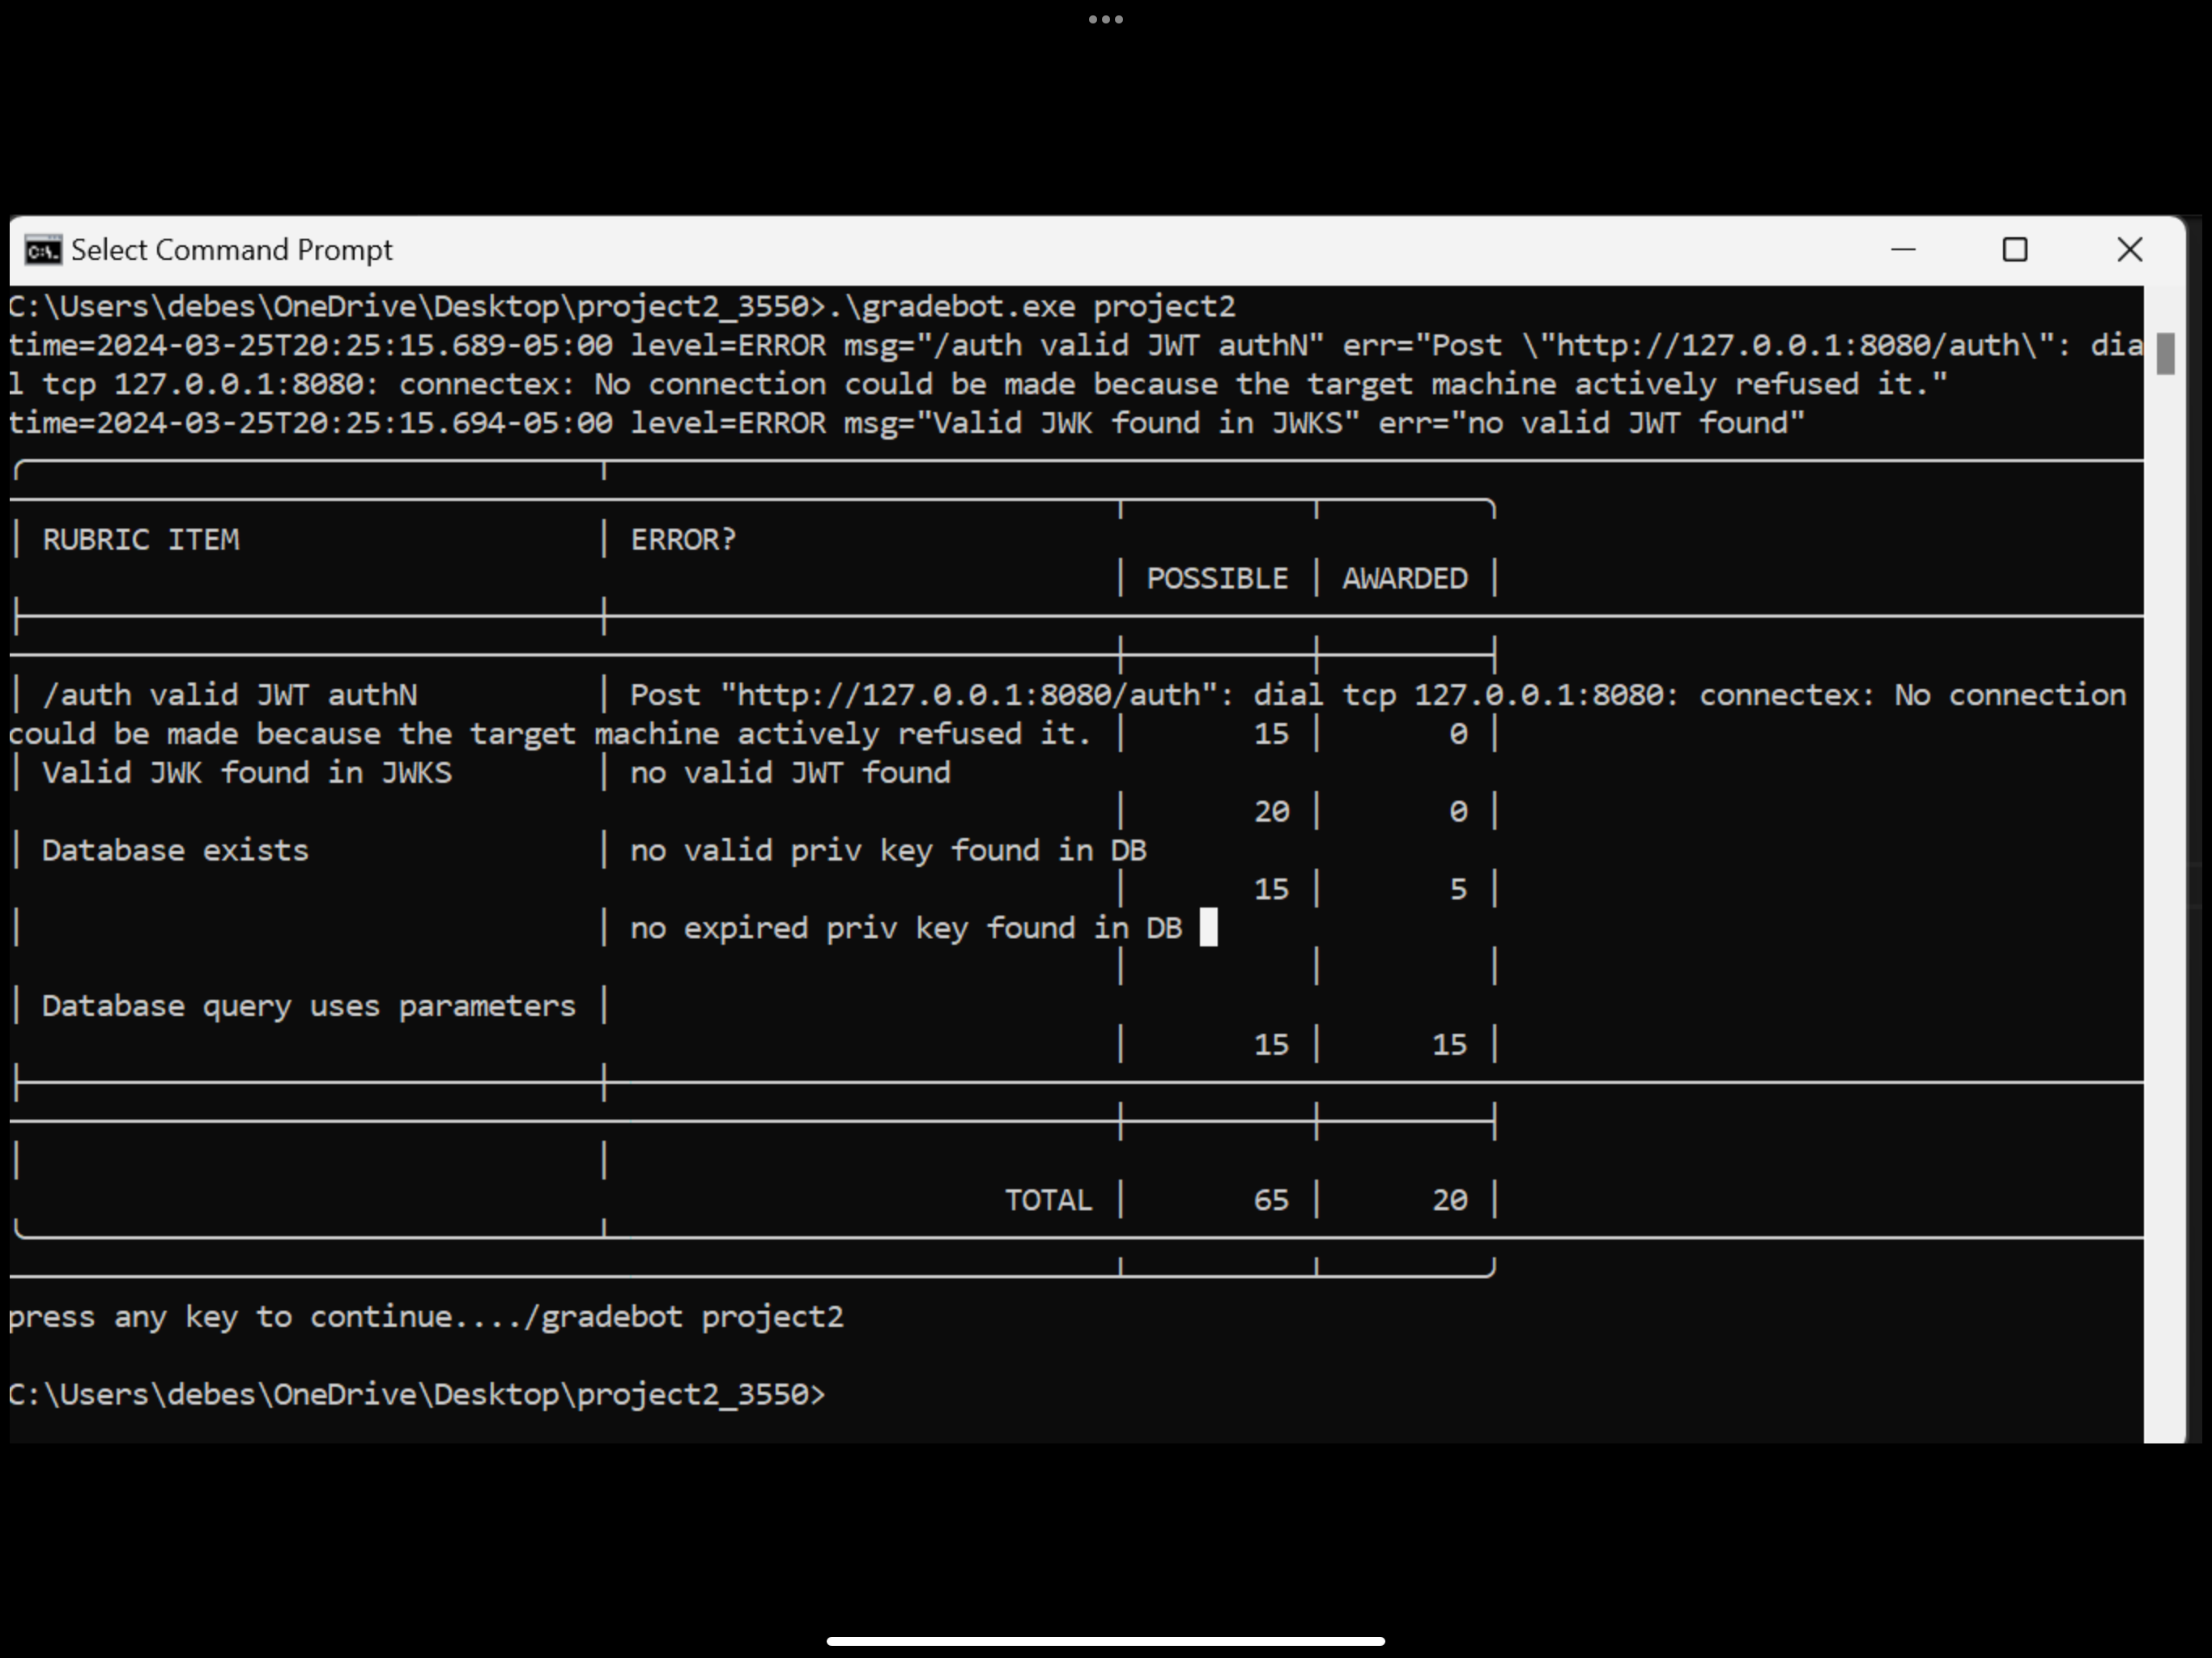 Select Command Prompt
C:\Users\debes\OneDrive\Desktop\project2_3550>.\gradebot.exe project2
time=2024-03-25T20:25:15.689-05:00 level=ERROR msg="/auth valid JWT authN" err="Post \"http://127.0.0.1:8080/auth\": dia
l tcp 127.0.0.1:8080: connectex: No connection could be made because the target machine actively refused it."
time=2024-03-25T20:25:15.694-05:00 level=ERROR msg="Valid JWK found in JWKS" err="no valid JWT found"
RUBRIC ITEM | ERROR?
| POSSIBLE | AWARDED |
| /auth valid JWT authN | Post "http://127.0.0.1:8080/auth": dial tcp 127.0.0.1:8080: connectex: No connection
could be made because the target machine actively refused it. | 15 | 0 |
| Valid JWK found in JWKS | no valid JWT found
| 20 | 0 |
| Database exists | no valid priv key found in DB
| 15 | 5 |
| | no expired priv key found in DB
| | |
| Database query uses parameters |
| 15 | 15 |
| |
TOTAL | 65 | 20 |
press any key to continue..../gradebot project2
C:\Users\debes\OneDrive\Desktop\project2_3550>